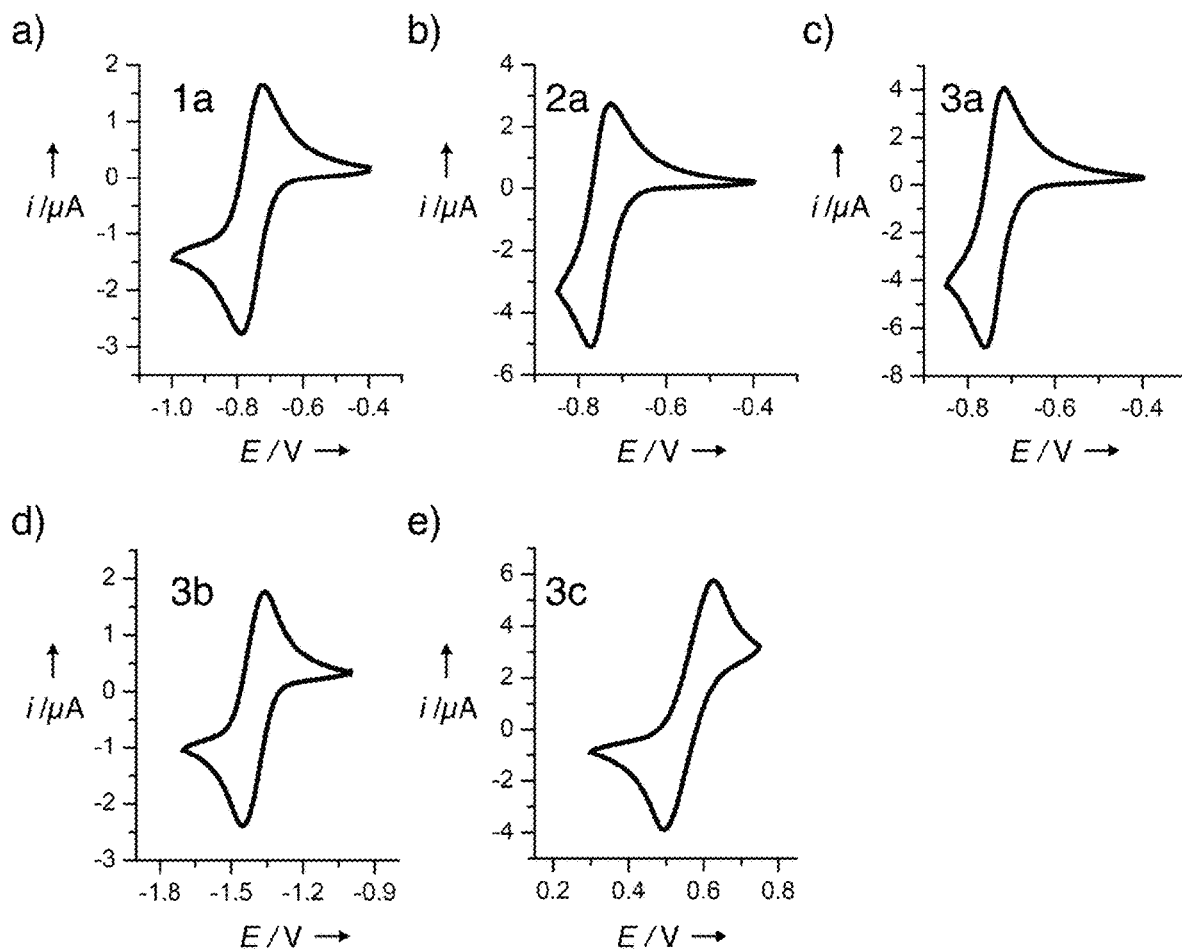 a)
1a
2
1
0
-1
-2
-3
i /µA
-1.0 -0.8 -0.6 -0.4
E / V →
b)
2a
4
2
0
-2
-4
-6
i /µA
-0.8 -0.6 -0.4
E / V →
c)
3a
4
2
0
-2
-4
-6
-8
i /µA
-0.8 -0.6 -0.4
E / V →
d)
3b
2
1
0
-1
-2
-3
i /µA
-1.8 -1.5 -1.2 -0.9
E / V →
e)
3c
6
4
2
0
-2
-4
i /µA
0.2 0.4 0.6 0.8
E / V →